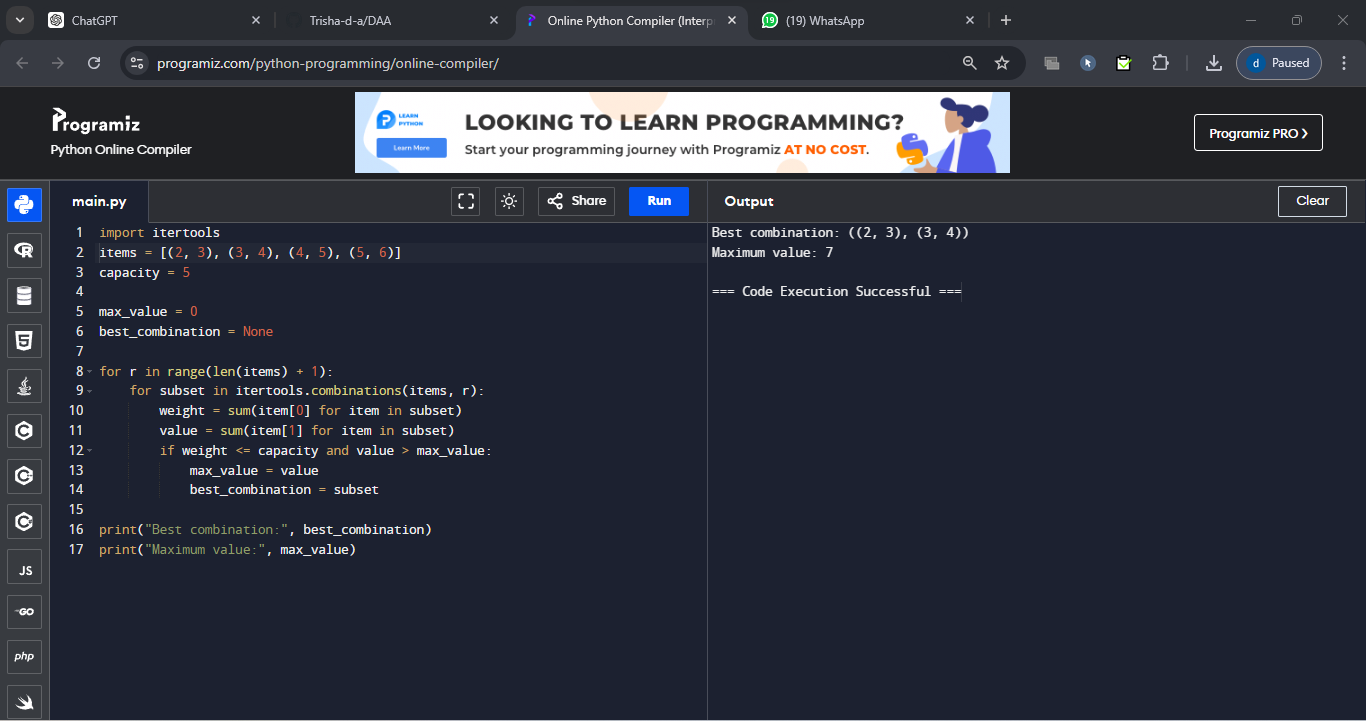 ChatGPT
Trisha-d-a/DAA
Online Python Compiler (Interp
19 (19) WhatsApp
programiz.com/python-programming/online-compiler/
d Paused
Programiz
Python Online Compiler
LEARN
PYTHON
Learn More
LOOKING TO LEARN PROGRAMMING?
Start your programming journey with Programiz AT NO COST.
Programiz PRO
main.py
Share
Run
Output
Clear
1 import itertools
2 items = [(2, 3), (3, 4), (4, 5), (5, 6)]
3 capacity = 5
4
5 max_value = 0
6 best_combination = None
7
8 for r in range(len(items) + 1):
9     for subset in itertools.combinations(items, r):
10         weight = sum(item[0] for item in subset)
11         value = sum(item[1] for item in subset)
12         if weight <= capacity and value > max_value:
13             max_value = value
14             best_combination = subset
15
16 print("Best combination:", best_combination)
17 print("Maximum value:", max_value)
Best combination: ((2, 3), (3, 4))
Maximum value: 7
=== Code Execution Successful ===
R
5
C
C
C
JS
GO
php